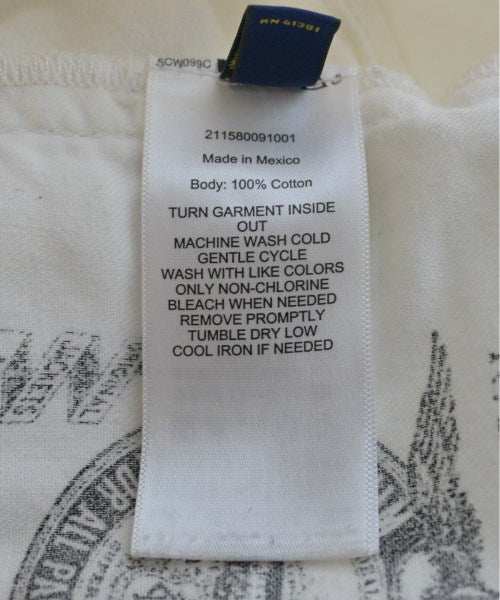 RN 41381
5CW099C
211580091001
Made in Mexico
Body: 100% Cotton
TURN GARMENT INSIDE
OUT
MACHINE WASH COLD
GENTLE CYCLE
WASH WITH LIKE COLORS
ONLY NON-CHLORINE
BLEACH WHEN NEEDED
REMOVE PROMPTLY
TUMBLE DRY LOW
COOL IRON IF NEEDED